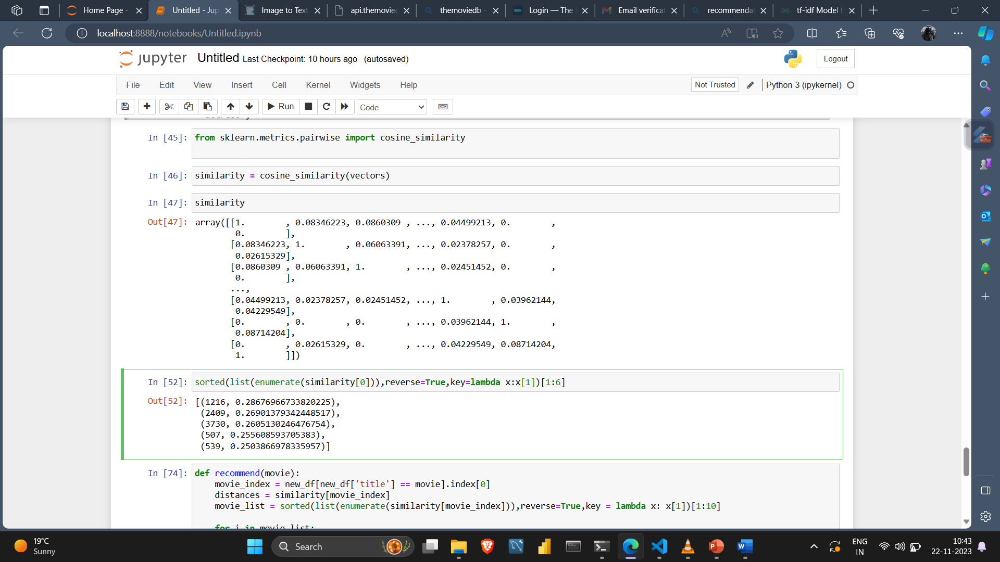 Home Page -
Untitled - Jup
Image to Text
api.themoviec
themoviedb -
Login — The
Email verificat
recommenda
tf-idf Model f
localhost:8888/notebooks/Untitled.ipynb
jupyter Untitled Last Checkpoint: 10 hours ago (autosaved)
Logout
File Edit View Insert Cell Kernel Widgets Help
Not Trusted Python 3 (ipykernel)
Run Code
In [45]: from sklearn.metrics.pairwise import cosine_similarity
In [46]: similarity = cosine_similarity(vectors)
In [47]: similarity
Out[47]: array([[1.        , 0.08346223, 0.0860309 , ..., 0.04499213, 0.        ,
0.        ],
[0.08346223, 1.        , 0.06063391, ..., 0.02378257, 0.        ,
0.02615329],
[0.0860309 , 0.06063391, 1.        , ..., 0.02451452, 0.        ,
0.        ],
...,
[0.04499213, 0.02378257, 0.02451452, ..., 1.        , 0.03962144,
0.04229549],
[0.        , 0.        , 0.        , ..., 0.03962144, 1.        ,
0.08714204],
[0.        , 0.02615329, 0.        , ..., 0.04229549, 0.08714204,
1.        ]])
In [52]: sorted(list(enumerate(similarity[0])),reverse=True,key=lambda x:x[1])[1:6]
Out[52]: [(1216, 0.28676966733820225),
(2409, 0.26901379342448517),
(3730, 0.2605130246476754),
(507, 0.255608593705383),
(539, 0.2503866978335957)]
In [74]: def recommend(movie):
movie_index = new_df[new_df['title'] == movie].index[0]
distances = similarity[movie_index]
movie_list = sorted(list(enumerate(similarity[movie_index])),reverse=True,key = lambda x: x[1])[1:10]
for i in movie_list:
19°C
Sunny
Search
ENG
IN
10:43
22-11-2023